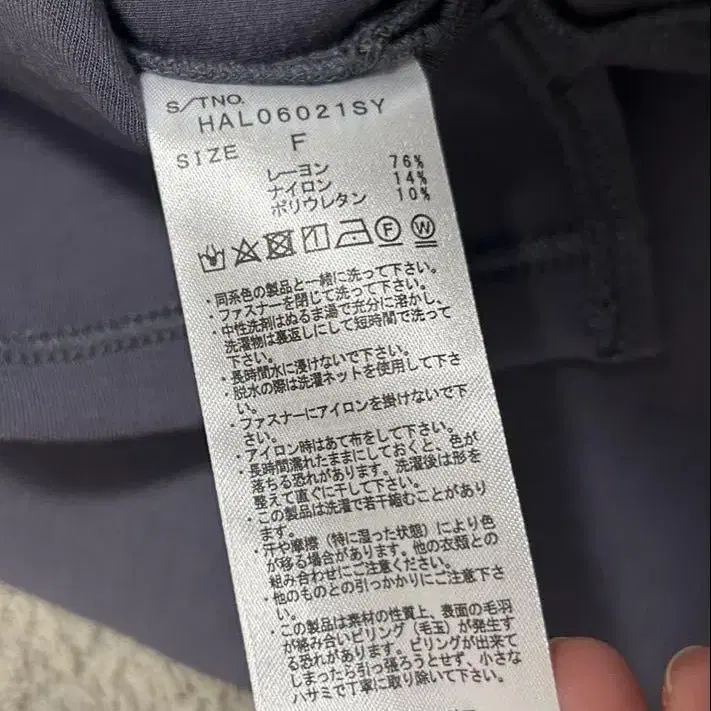 S/TNO.
HAL06021SY
SIZE F
レーヨン 76%
ナイロン 14%
ポリウレタン 10%
F W
・同系色の製品と一緒に洗って下さい。
・ファスナーを閉じて洗って下さい。
・中性洗剤はぬるま湯で充分に溶かし、
洗濯物は裏返しにして短時間で洗って
下さい。
・長時間水に浸けないで下さい。
・脱水の際は洗濯ネットを使用して下さ
い。
・ファスナーにアイロンを掛けないで下
さい。
・アイロン時はあて布をして下さい。
・長時間濡れたままにしておくと、色が
落ちる恐れがあります。洗濯後は形を
整えて直ぐに干して下さい。
・この製品は洗濯で若干縮むことがあり
ます。
・汗や摩擦（特に湿った状態）により色
が移る場合があります。他の衣類との
組み合わせにご注意ください。
・他のものとの引っかかりにご注意下さ
い。
・この製品は素材の性質上、表面の毛羽
が絡み合いピリング（毛玉）が発生す
る恐れがあります。ピリングが出来て
しまったら引っ張ろうとせず、小さな
ハサミで丁寧に取り除いて下さい。